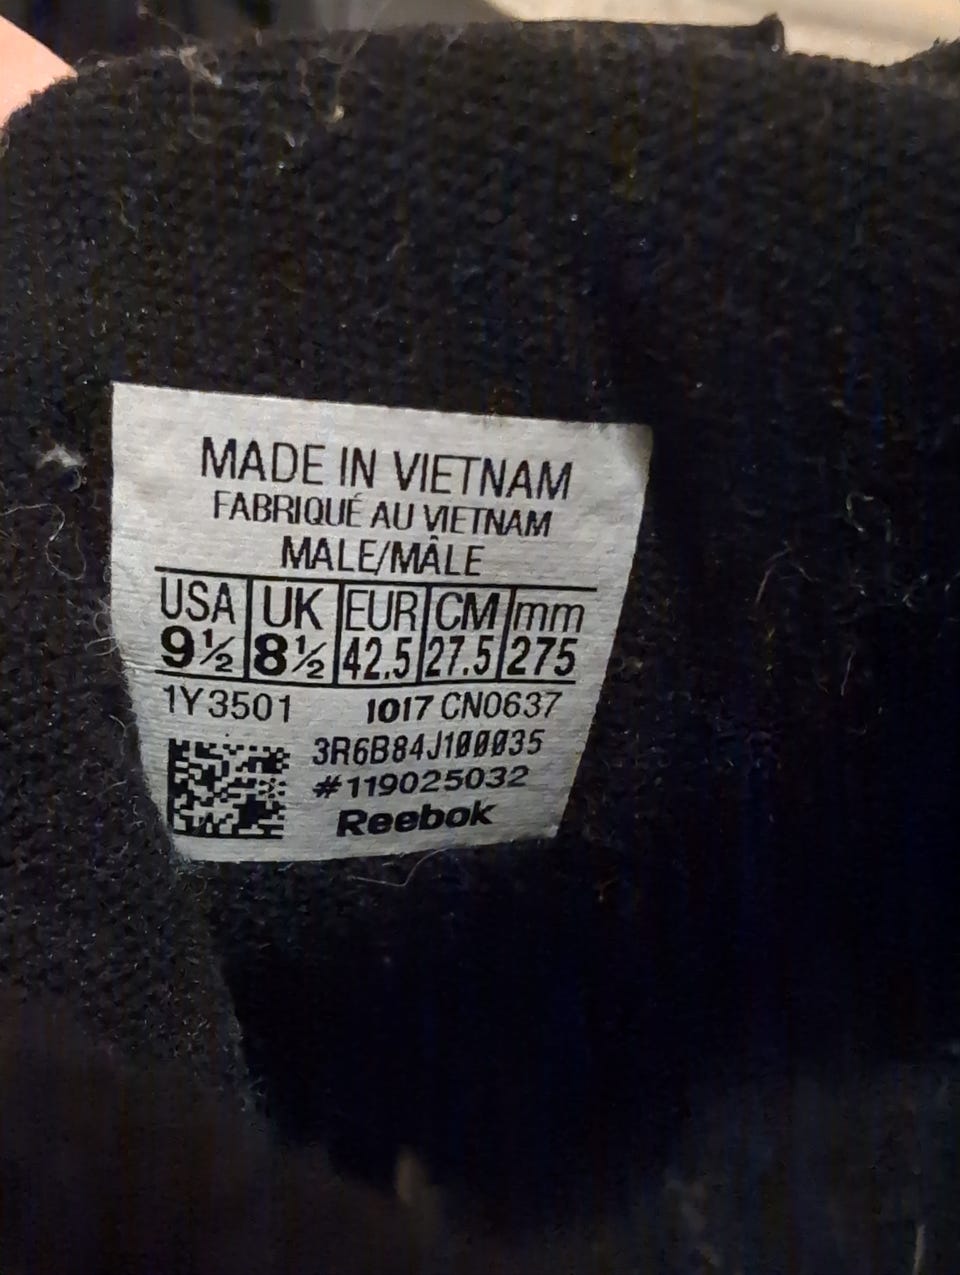 MADE IN VIETNAM
FABRIQUÉ AU VIETNAM
MALE/MÂLE
USA UK EUR CM mm
9½ 8½ 42.5 27.5 275
1Y3501 1017 CN0637
3R6B84J100035
#119025032
Reebok